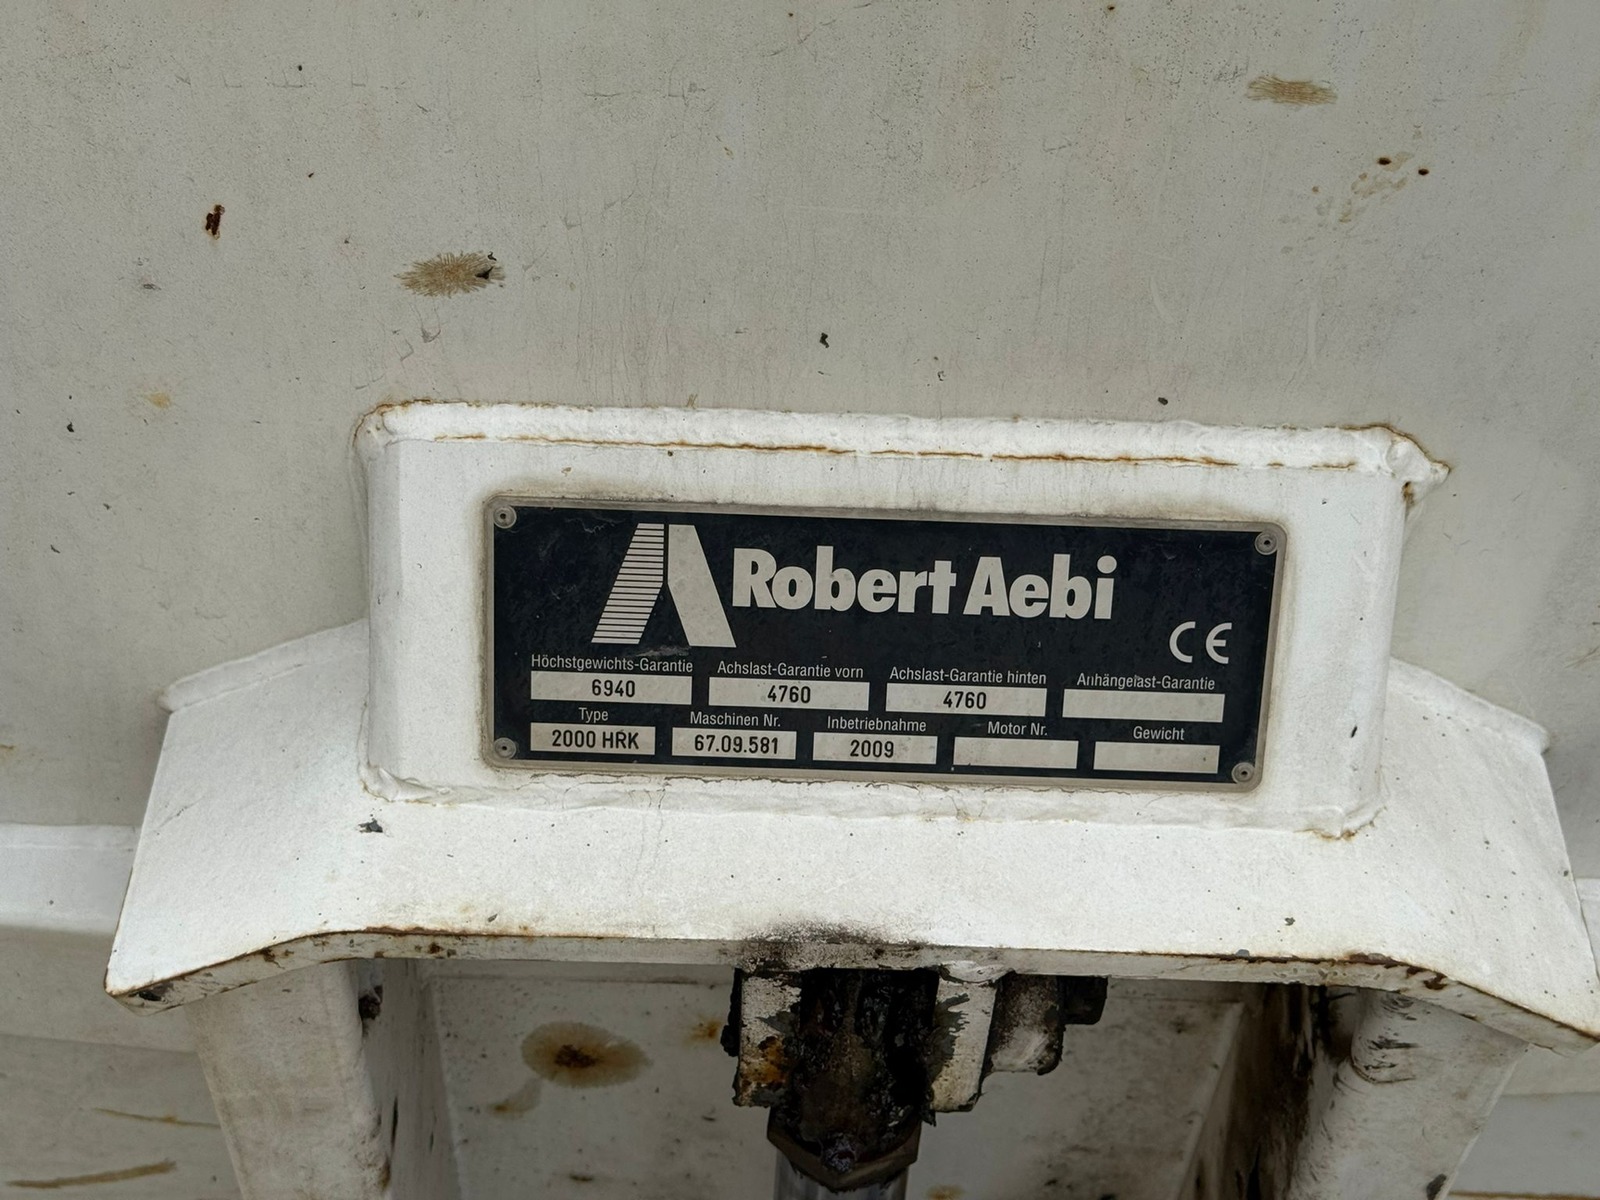 Robert Aebi
CE
Höchstgewichts-Garantie Achslast-Garantie vorn Achslast-Garantie hinten Anhängelast-Garantie
6940 4760 4760
Type Maschinen Nr. Inbetriebnahme Motor Nr. Gewicht
2000 HRK 67.09.581 2009